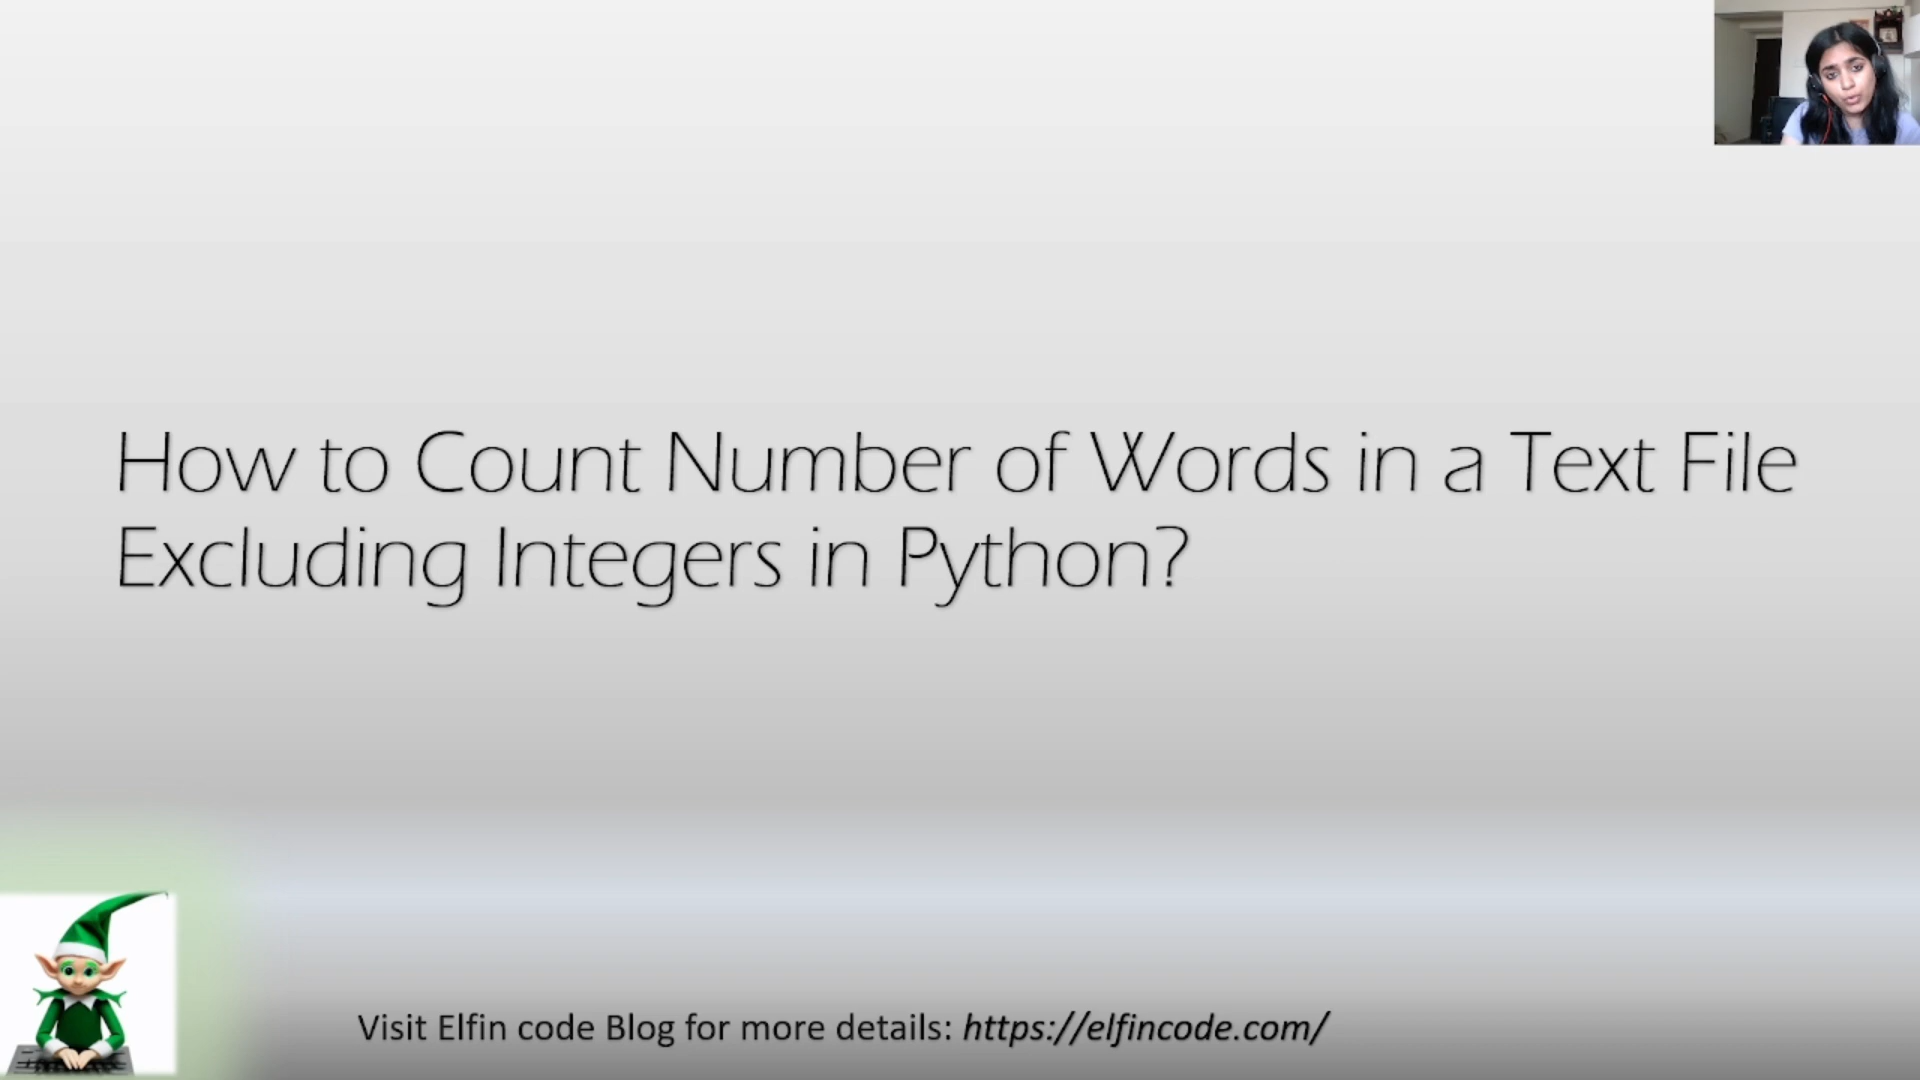 How to Count Number of Words in a Text File
Excluding Integers in Python?
Visit Elfin code Blog for more details: https://elfincode.com/